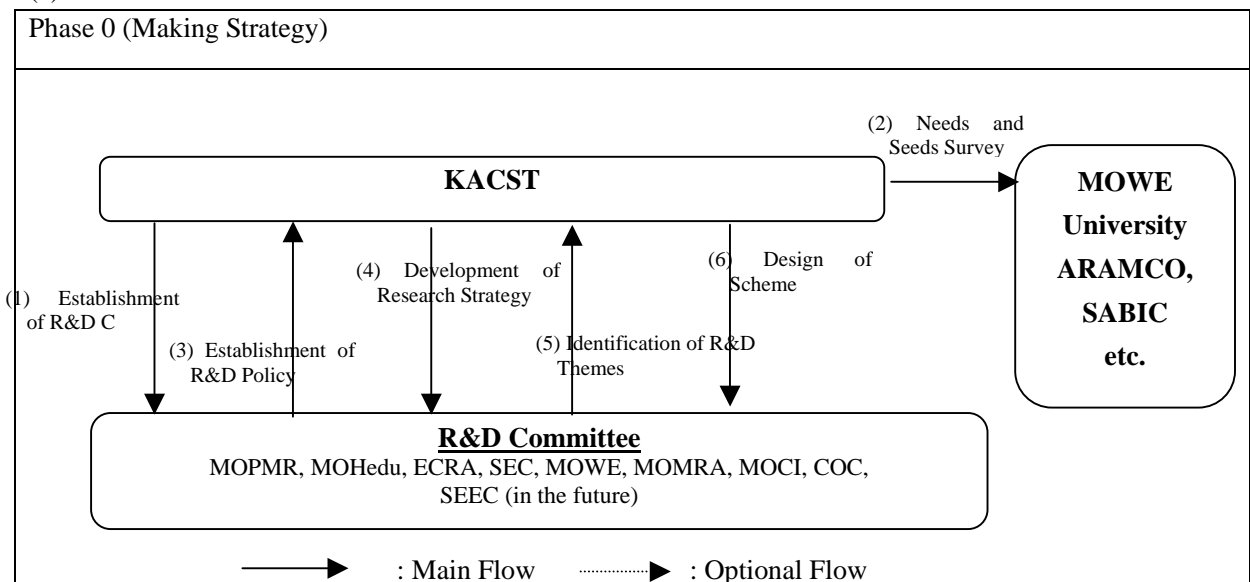 Phase 0 (Making Strategy)
(2) Needs and
Seeds Survey
KACST
MOWE
University
ARAMCO,
SABIC
etc.
(1) Establishment
of R&D C
(3) Establishment of
R&D Policy
(4) Development of
Research Strategy
(5) Identification of R&D
Themes
(6) Design of
Scheme
R&D Committee
MOPMR, MOHedu, ECRA, SEC, MOWE, MOMRA, MOCI, COC,
SEEC (in the future)
: Main Flow : Optional Flow